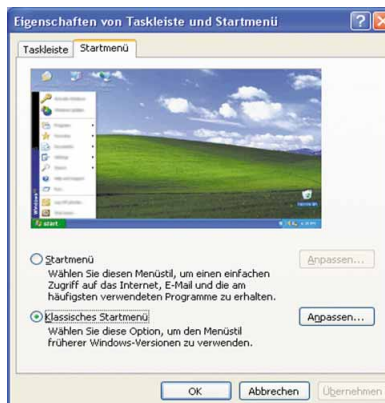 Eigenschaften von Taskleiste und Startmenü
Taskleiste Startmenü
start
Startmenü Anpassen...
Wählen Sie diesen Menüstil, um einen einfachen
Zugriff auf das Internet, E-Mail und die am
häufigsten verwendeten Programme zu erhalten.
Klassisches Startmenü Anpassen...
Wählen Sie diese Option, um den Menüstil
früherer Windows-Versionen zu verwenden.
OK Abbrechen Übernehmen